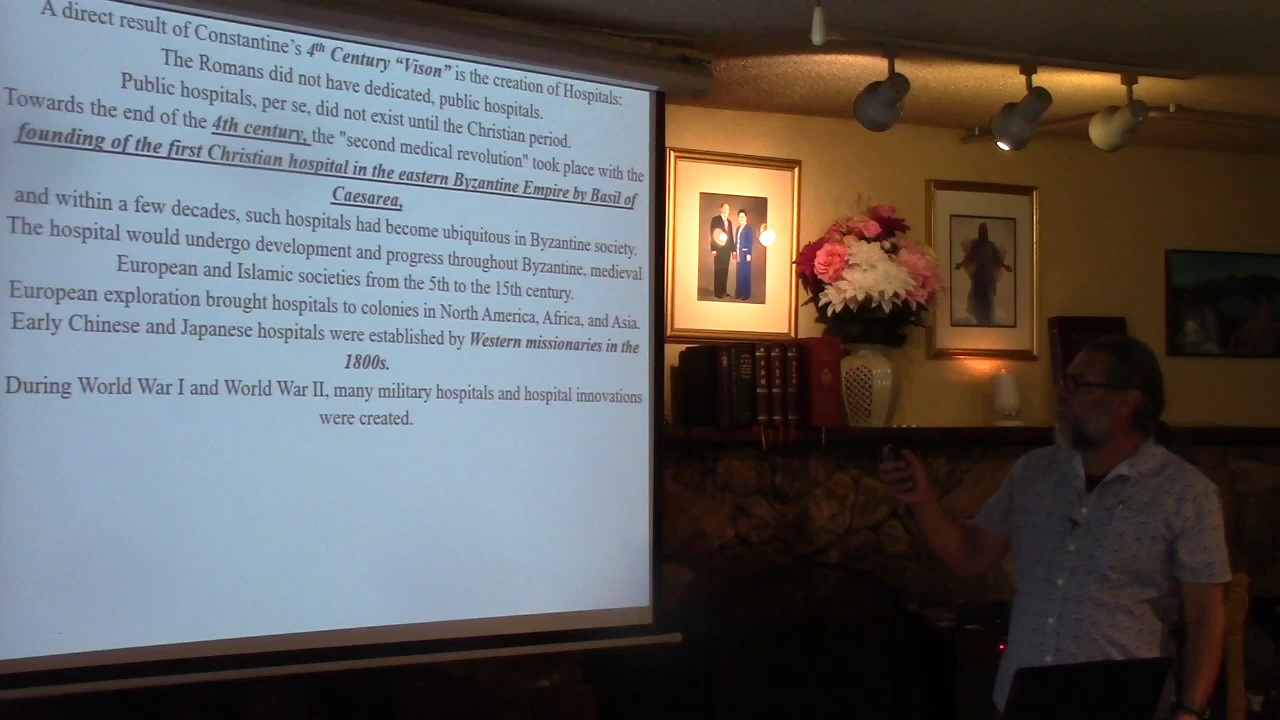 A direct result of Constantine's 4th Century "Vison" is the creation of Hospitals:
The Romans did not have dedicated, public hospitals.
Public hospitals, per se, did not exist until the Christian period.
Towards the end of the 4th century, the "second medical revolution" took place with the
founding of the first Christian hospital in the eastern Byzantine Empire by Basil of
Caesarea,
and within a few decades, such hospitals had become ubiquitous in Byzantine society.
The hospital would undergo development and progress throughout Byzantine, medieval
European and Islamic societies from the 5th to the 15th century.
European exploration brought hospitals to colonies in North America, Africa, and Asia.
Early Chinese and Japanese hospitals were established by Western missionaries in the
1800s.
During World War I and World War II, many military hospitals and hospital innovations
were created.